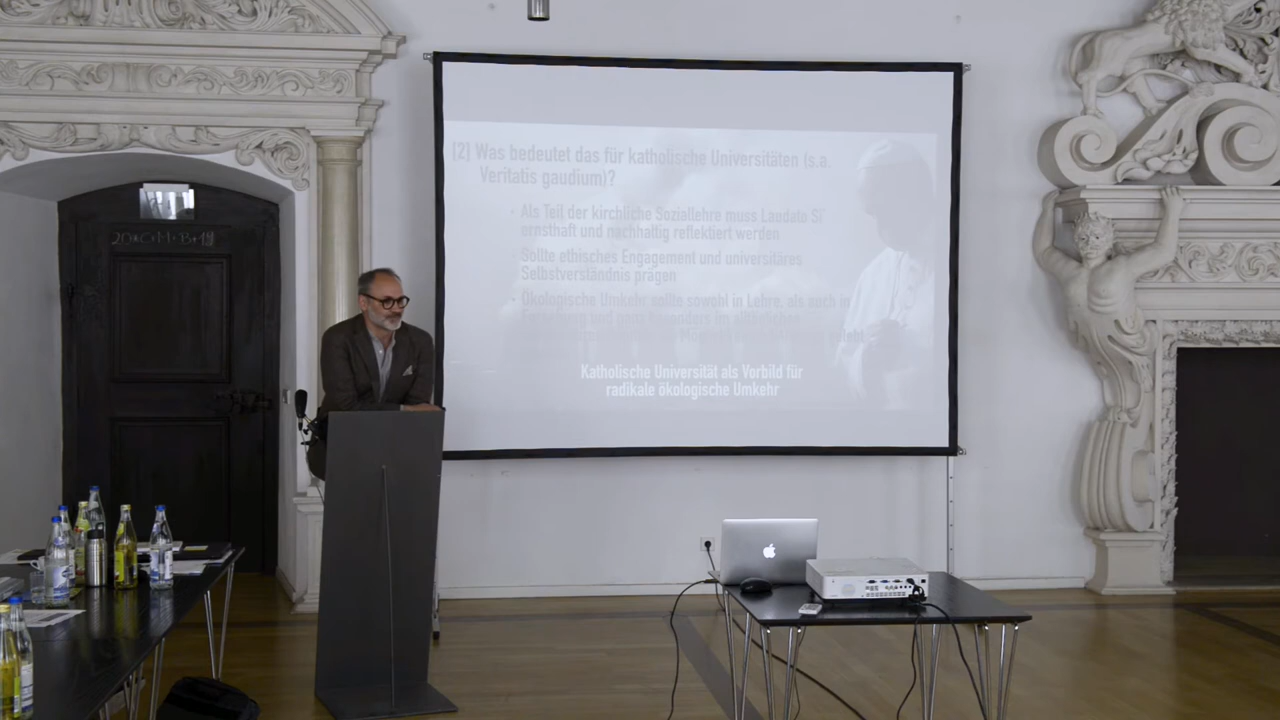 [2] Was bedeutet das für katholische Universitäten (s.a.
Veritatis gaudium)?
• Als Teil der kirchliche Soziallehre muss Laudato Si'
ernsthaft und nachhaltig reflektiert werden
• Sollte ethisches Engagement und universitäres
Selbstverständnis prägen
• Ökologische Umkehr sollte sowohl in Lehre, als auch in
Katholische Universität als Vorbild für
radikale ökologische Umkehr
20*C+M+B+19